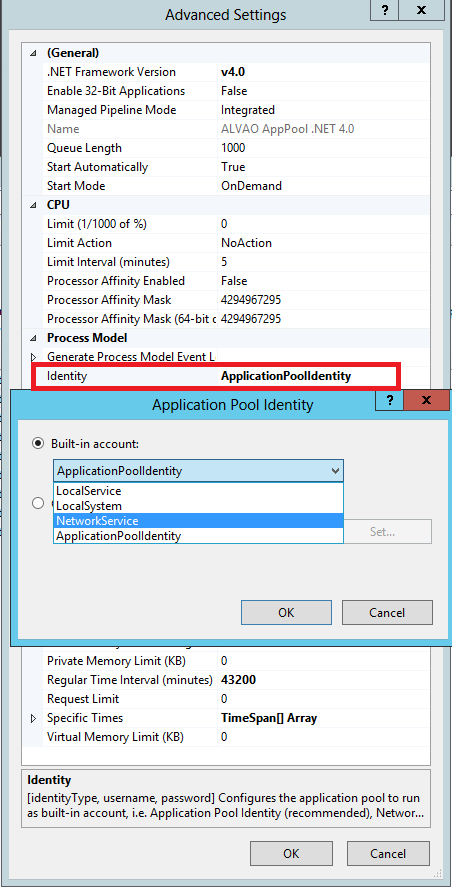 Advanced Settings
?
X
(General)
.NET Framework Version v4.0
Enable 32-Bit Applications False
Managed Pipeline Mode Integrated
Name ALVAO AppPool .NET 4.0
Queue Length 1000
Start Automatically True
Start Mode OnDemand
CPU
Limit (1/1000 of %) 0
Limit Action NoAction
Limit Interval (minutes) 5
Processor Affinity Enabled False
Processor Affinity Mask 4294967295
Processor Affinity Mask (64-bit c 4294967295
Process Model
Generate Process Model Event L
Identity ApplicationPoolIdentity
Application Pool Identity
?
X
Built-in account:
ApplicationPoolIdentity
LocalService
LocalSystem
NetworkService
ApplicationPoolIdentity
Set...
OK Cancel
Private Memory Limit (KB) 0
Regular Time Interval (minutes) 43200
Request Limit 0
Specific Times TimeSpan[] Array
Virtual Memory Limit (KB) 0
Identity
[identityType, username, password] Configures the application pool to run
as built-in account, i.e. Application Pool Identity (recommended), Networ...
OK Cancel